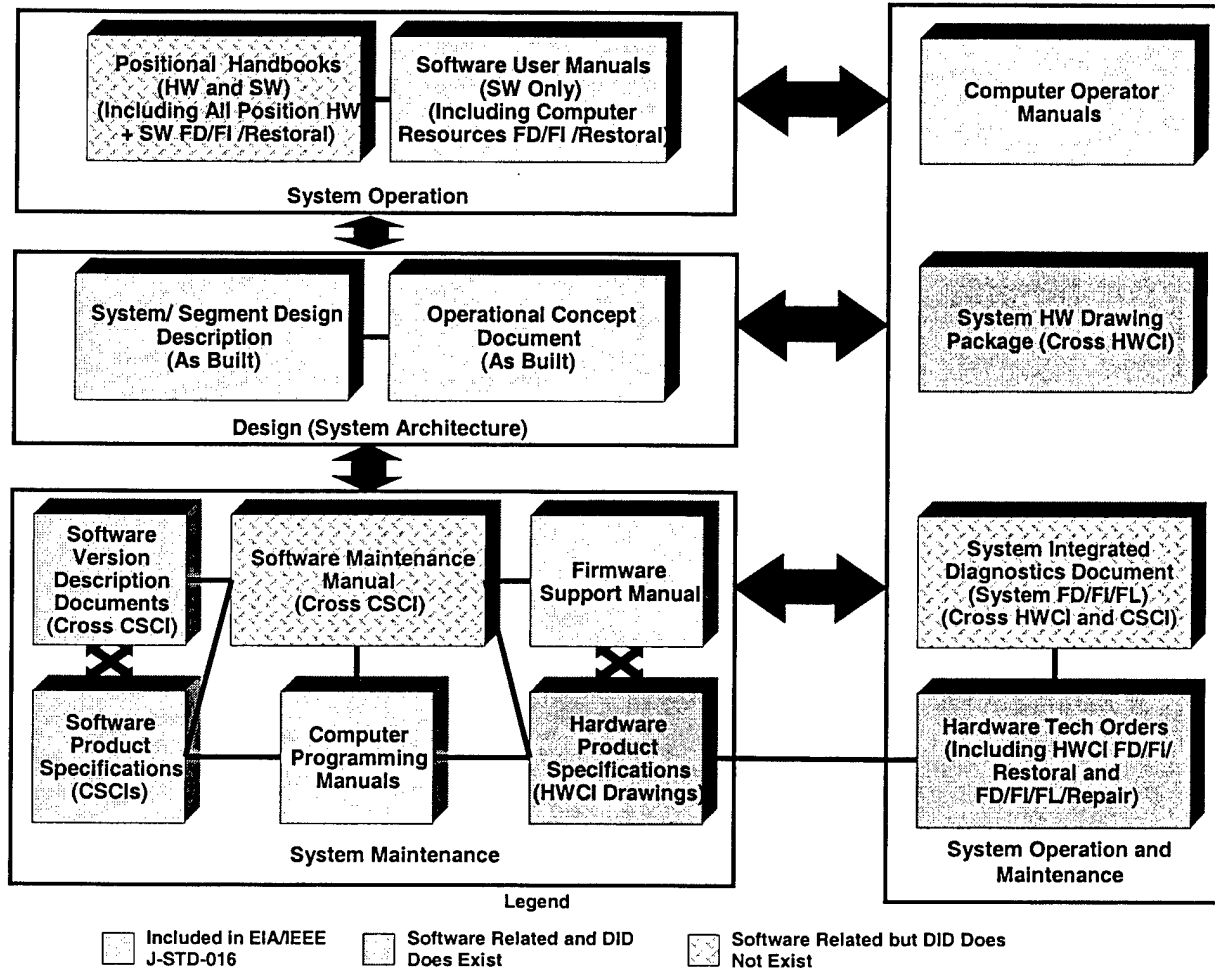 Positional Handbooks
(HW and SW)
(Including All Position HW
+ SW FD/FI /Restoral)
Software User Manuals
(SW Only)
(Including Computer
Resources FD/FI /Restoral)
System Operation
Computer Operator
Manuals
System/ Segment Design
Description
(As Built)
Operational Concept
Document
(As Built)
Design (System Architecture)
System HW Drawing
Package (Cross HWCI)
Software
Version
Description
Documents
(Cross CSCI)
Software Maintenance
Manual
(Cross CSCI)
Firmware
Support Manual
Software
Product
Specifications
(CSCIs)
Computer
Programming
Manuals
Hardware
Product
Specifications
(HWCI Drawings)
System Maintenance
System Integrated
Diagnostics Document
(System FD/FI/FL)
(Cross HWCI and CSCI)
Hardware Tech Orders
(Including HWCI FD/FI/
Restoral and
FD/FI/FL/Repair)
System Operation and
Maintenance
Legend
Included in EIA/IEEE
J-STD-016
Software Related and DID
Does Exist
Software Related but DID Does
Not Exist